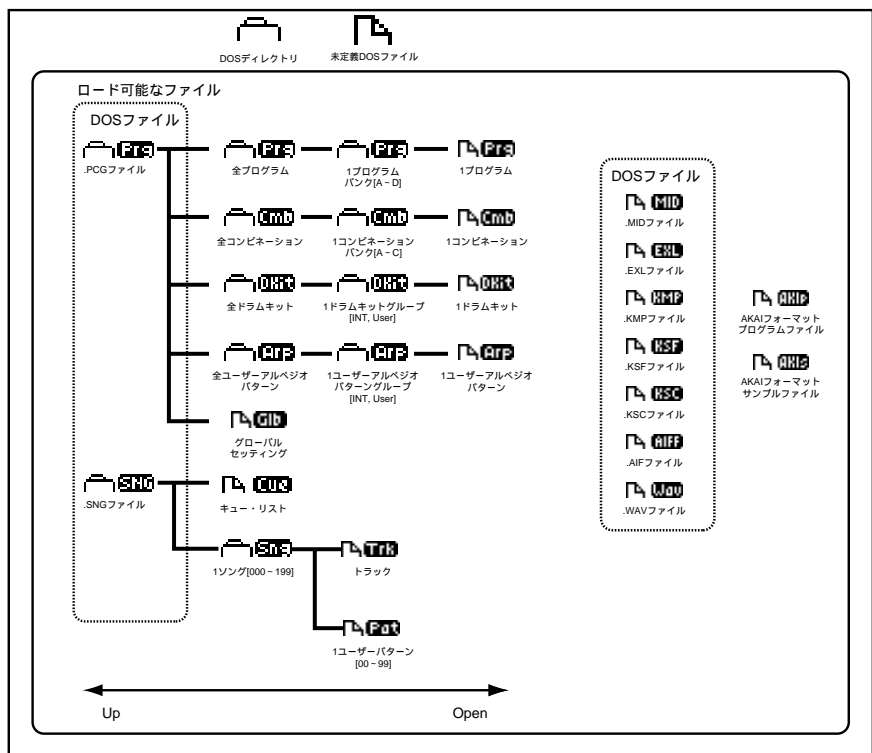 DOSディレクトリ
未定義DOSファイル
ロード可能なファイル
DOSファイル
Prg
.PCGファイル
Prg
全プログラム
Prg
1プログラム
バンク[A~D]
Prg
1プログラム
Cmb
全コンビネーション
Cmb
1コンビネーション
バンク[A~C]
Cmb
1コンビネーション
DKit
全ドラムキット
DKit
1ドラムキットグループ
[INT, User]
DKit
1ドラムキット
Arp
全ユーザーアルペジオ
パターン
Arp
1ユーザーアルペジオ
パターングループ
[INT, User]
Arp
1ユーザーアルペジオ
パターン
Glb
グローバル
セッティング
SNG
.SNGファイル
Cue
キュー・リスト
Sng
1ソング[000~199]
Trk
トラック
Pat
1ユーザーパターン
[00~99]
Up
Open
DOSファイル
MID
.MIDファイル
EXL
.EXLファイル
KMP
.KMPファイル
KSF
.KSFファイル
KSC
.KSCファイル
AIFF
.AIFファイル
Wav
.WAVファイル
AKIp
AKAIフォーマット
プログラムファイル
AKIs
AKAIフォーマット
サンプルファイル